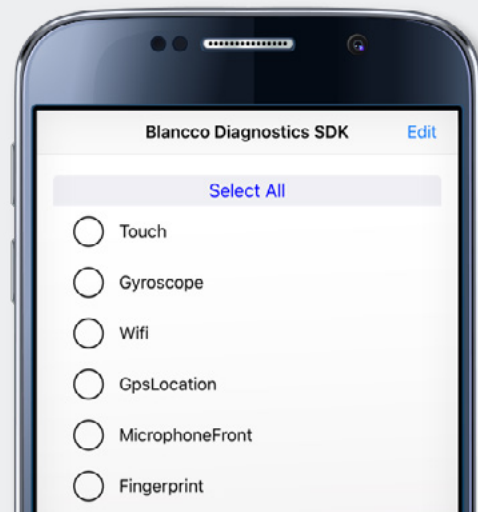 Blancco Diagnostics SDK
Edit
Select All
Touch
Gyroscope
Wifi
GpsLocation
MicrophoneFront
Fingerprint